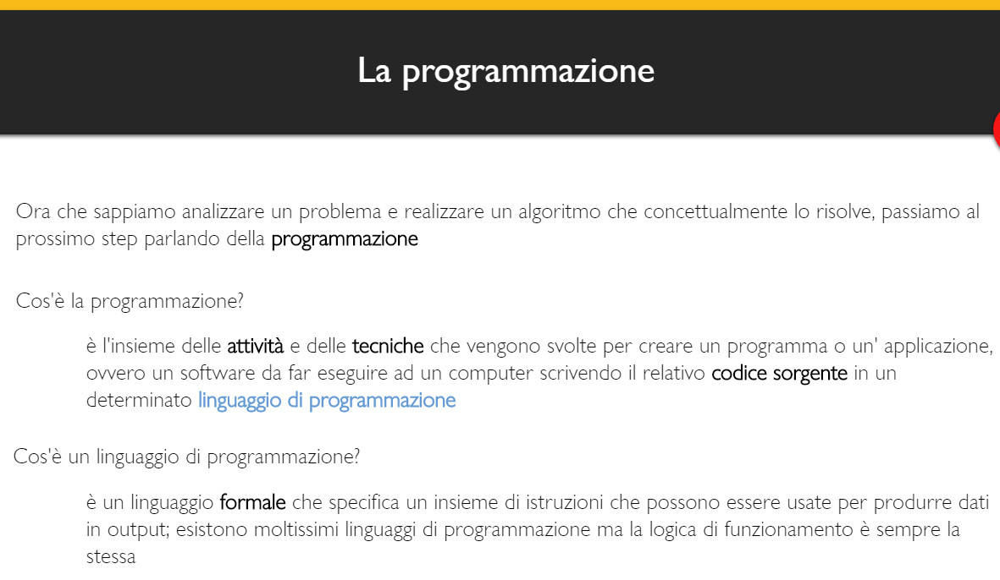 La programmazione
Ora che sappiamo analizzare un problema e realizzare un algoritmo che concettualmente lo risolve, passiamo al
prossimo step parlando della programmazione
Cos'è la programmazione?
è l'insieme delle attività e delle tecniche che vengono svolte per creare un programma o un' applicazione,
ovvero un software da far eseguire ad un computer scrivendo il relativo codice sorgente in un
determinato linguaggio di programmazione
Cos'è un linguaggio di programmazione?
è un linguaggio formale che specifica un insieme di istruzioni che possono essere usate per produrre dati
in output; esistono moltissimi linguaggi di programmazione ma la logica di funzionamento è sempre la
stessa